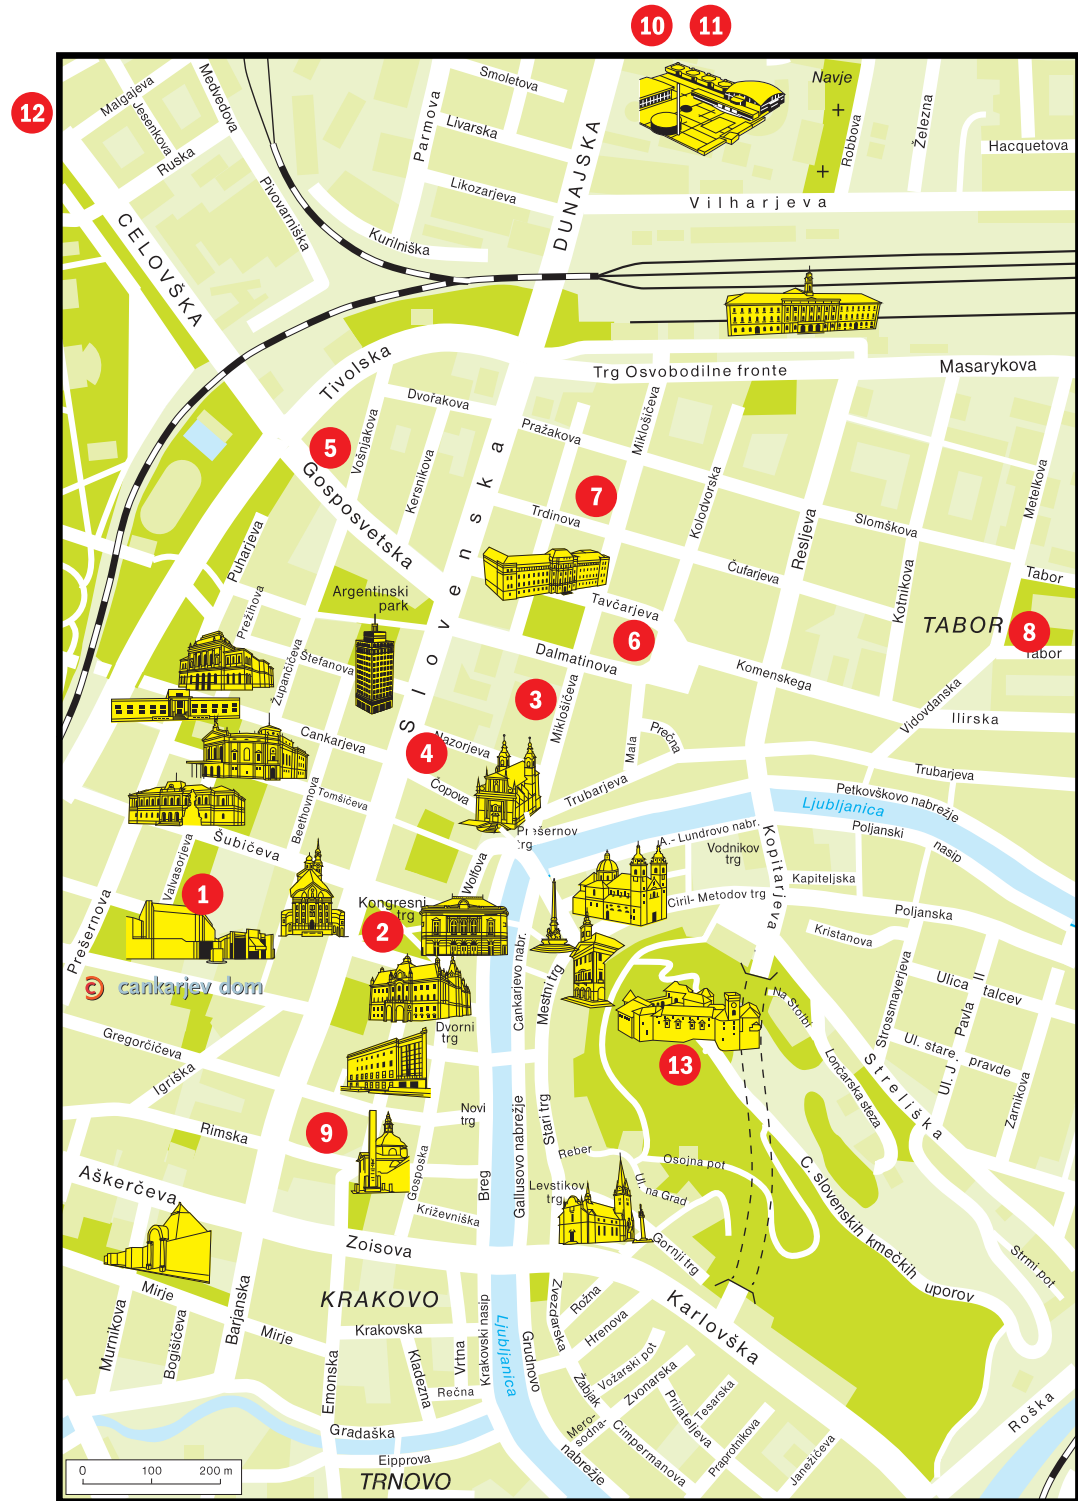 10
11
12
Navje
Smoletova
Malgajeva
Medvedova
Jesenkova
Parmova
Livarska
Železna
Robbova
Hacquetova
Ruska
DUNAJSKA
Likozarjeva
Vilharjeva
Pivovarniška
Kurilniška
CELOVŠKA
Tivolska
Trg Osvobodilne fronte
Masarykova
Dvořakova
Miklošičeva
Pražakova
Vošnjakova
5
Gosposvetska
Kersnikova
Slovenska
7
Kolodvorska
Metelkova
Trdinova
Resljeva
Slomškova
Puharjeva
Čufarjeva
Kotnikova
Tabor
Argentinski
park
Tavčarjeva
Prežihova
TABOR
8
Tabor
6
Dalmatinova
Štefanova
Župančičeva
Komenskega
3
Miklošičeva
Vidovdanska
Ilirska
Cankarjeva
Nazorjeva
4
Mala
Prečna
Čopova
Trubarjeva
Trubarjeva
Tomšičeva
Beethovnova
Petkovškovo nabrežje
Ljubljanica
Prešernov
trg
A.- Lundrovo nabr.
Poljanski
nasip
Šubičeva
Vodnikov
trg
Kopitarjeva
Valvasorjeva
Wolfova
Kapiteljska
1
Kongresni
trg
Ciril- Metodov trg
Poljanska
2
Prešernova
Kristanova
Cankarjevo nabr.
Mestni trg
© cankarjev dom
Na Stolbi
Strossmayerjeva
Ulica talcev
Ul. J Pavla II
Dvorni
trg
Gregorčičeva
Ul. stare pravde
13
Lončarska steza
Streliška
Igriška
Zarnikova
Novi
trg
Gallusovo nabrežje
Stari trg
Rimska
9
Reber
Osojna pot
C. slovenskih kmečkih uporov
Aškerčeva
Gosposka
Breg
Levstikov
trg
Ul. na Grad
Križevniška
Zoisova
Gornji trg
Strmi pot
Mirje
KRAKOVO
Karlovška
Zvezdarska
Rožna
Murnikova
Bogišičeva
Barjanska
Mirje
Krakovska
Krakovski nasip
Ljubljanica
Hrenova
Grudnovo
nabrežje
Vrtna
Emonska
Kladezna
Rečna
Vožarski pot
Žabjak
Zvonarska
Tesarska
Prijateljeva
Mero-
sodna-
Cimpermanova
Praprotnikova
Janežičeva
Roška
Gradaška
Eipprova
TRNOVO
0
100
200 m